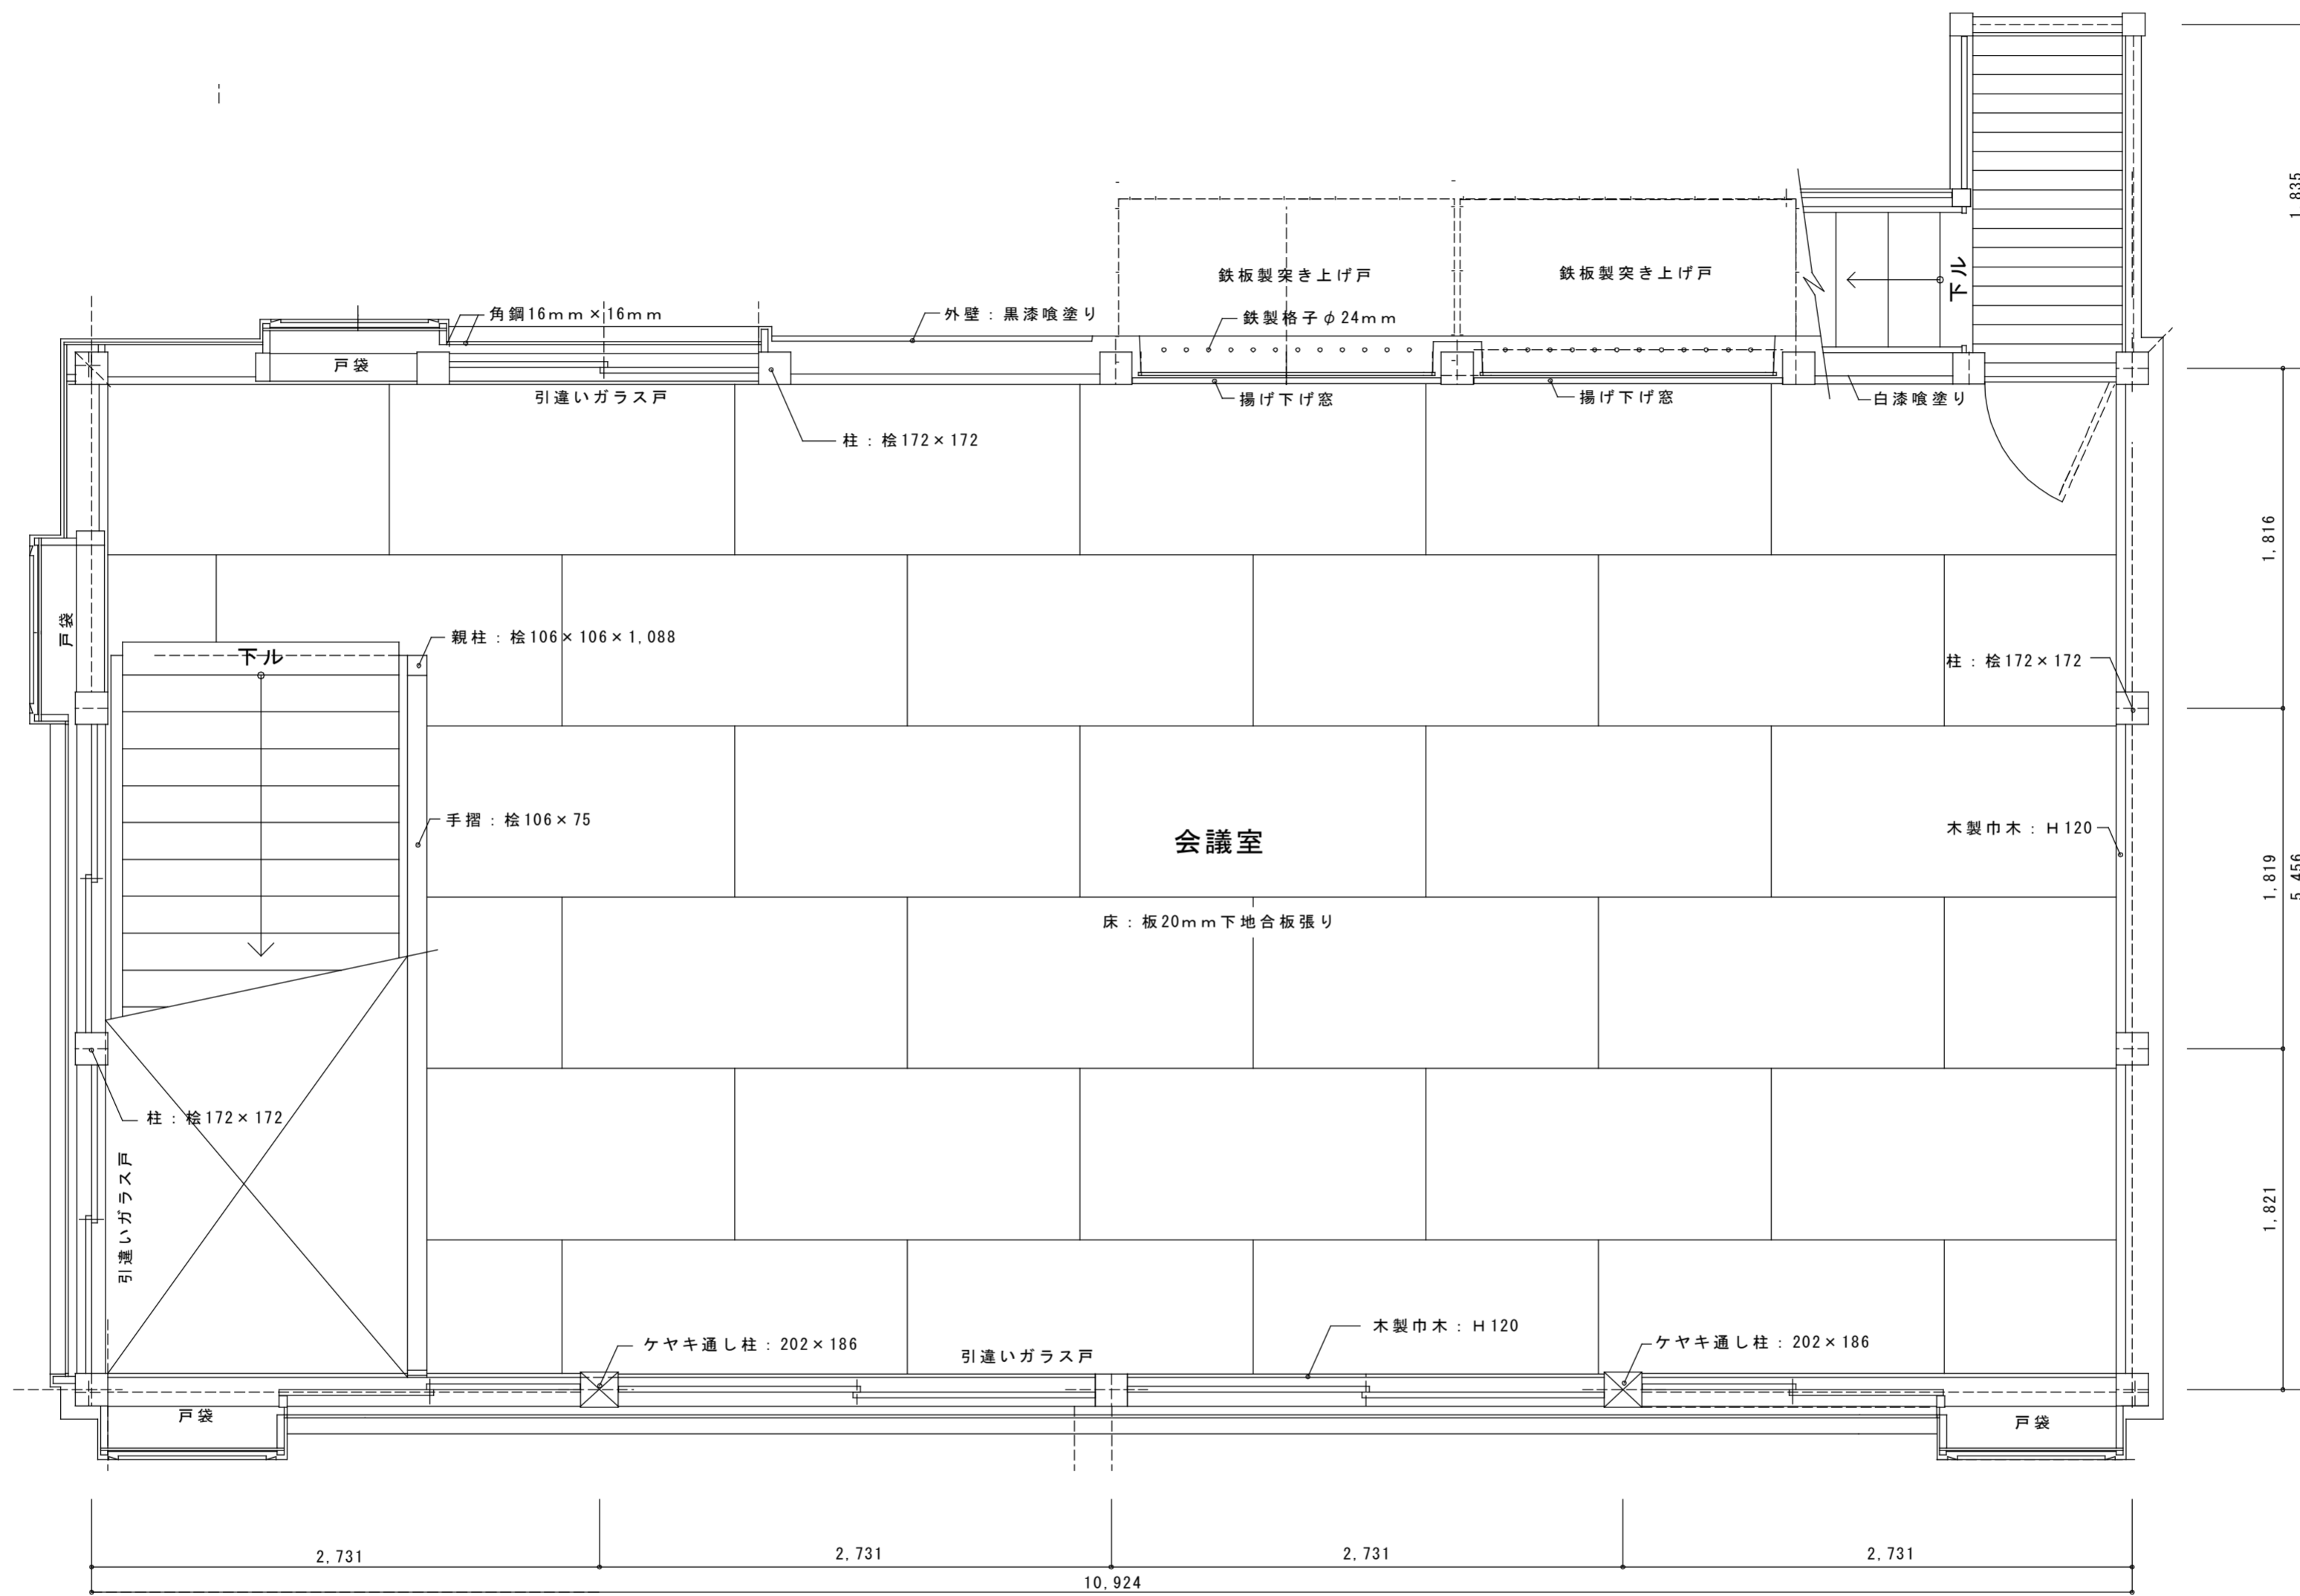 1,835
鉄板製突き上げ戸
鉄板製突き上げ戸
下ル
角鋼16mm×16mm
外壁：黒漆喰塗り
鉄製格子φ24mm
戸袋
引違いガラス戸
揚げ下げ窓
揚げ下げ窓
白漆喰塗り
柱：桧172×172
1,816
戸袋
親柱：桧106×106×1,088
下ル
柱：桧172×172
手摺：桧106×75
会議室
木製巾木：H120
1,819
5,456
床：板20mm下地合板張り
柱：桧172×172
引違いガラス戸
1,821
ケヤキ通し柱：202×186
引違いガラス戸
木製巾木：H120
ケヤキ通し柱：202×186
戸袋
戸袋
2,731
2,731
2,731
2,731
10,924